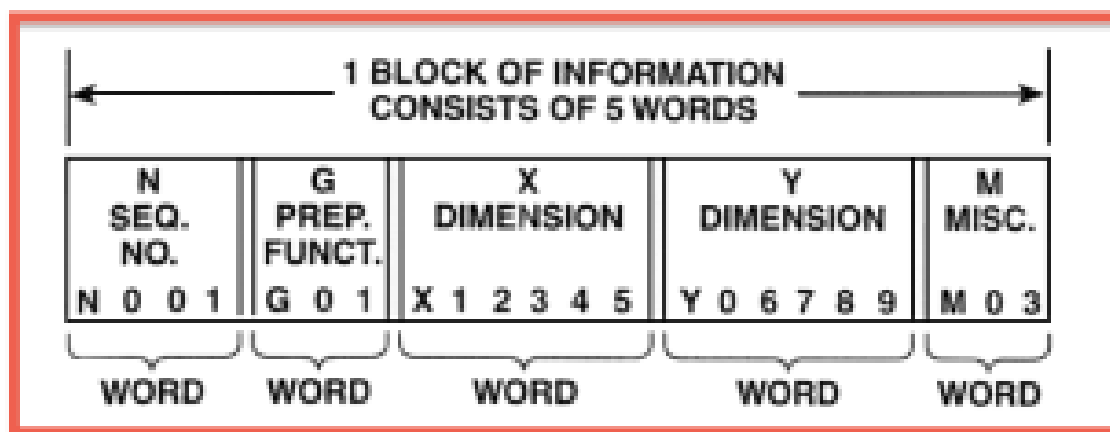 1 BLOCK OF INFORMATION
CONSISTS OF 5 WORDS
N
SEQ.
NO.
N 0 0 1
G
PREP.
FUNCT.
G 0 1
X
DIMENSION
X 1 2 3 4 5
Y
DIMENSION
Y 0 6 7 8 9
M
MISC.
M 0 3
WORD WORD WORD WORD WORD